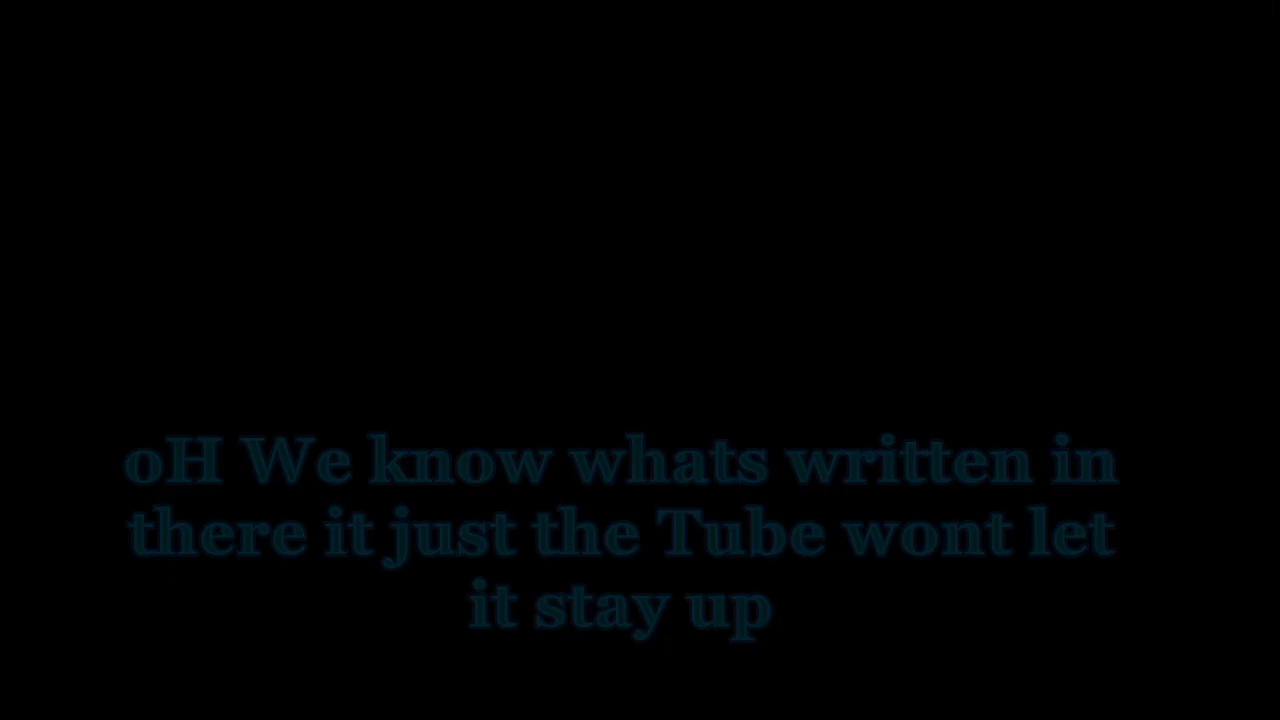 oH We know whats written in
there it just the Tube wont let
it stay up